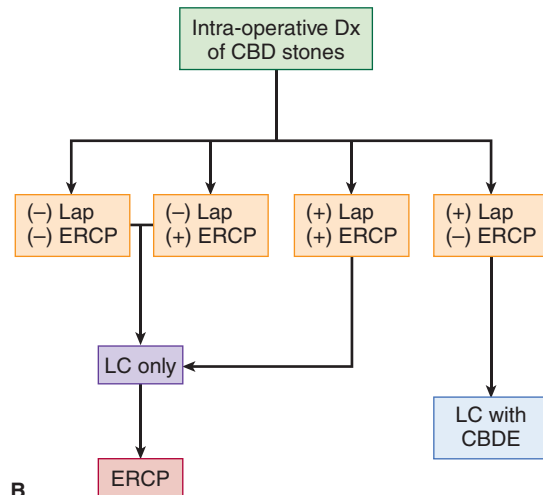 Intra-operative Dx
of CBD stones
(–) Lap
(–) ERCP
(–) Lap
(+) ERCP
(+) Lap
(+) ERCP
(+) Lap
(–) ERCP
LC only
LC with
CBDE
ERCP
B